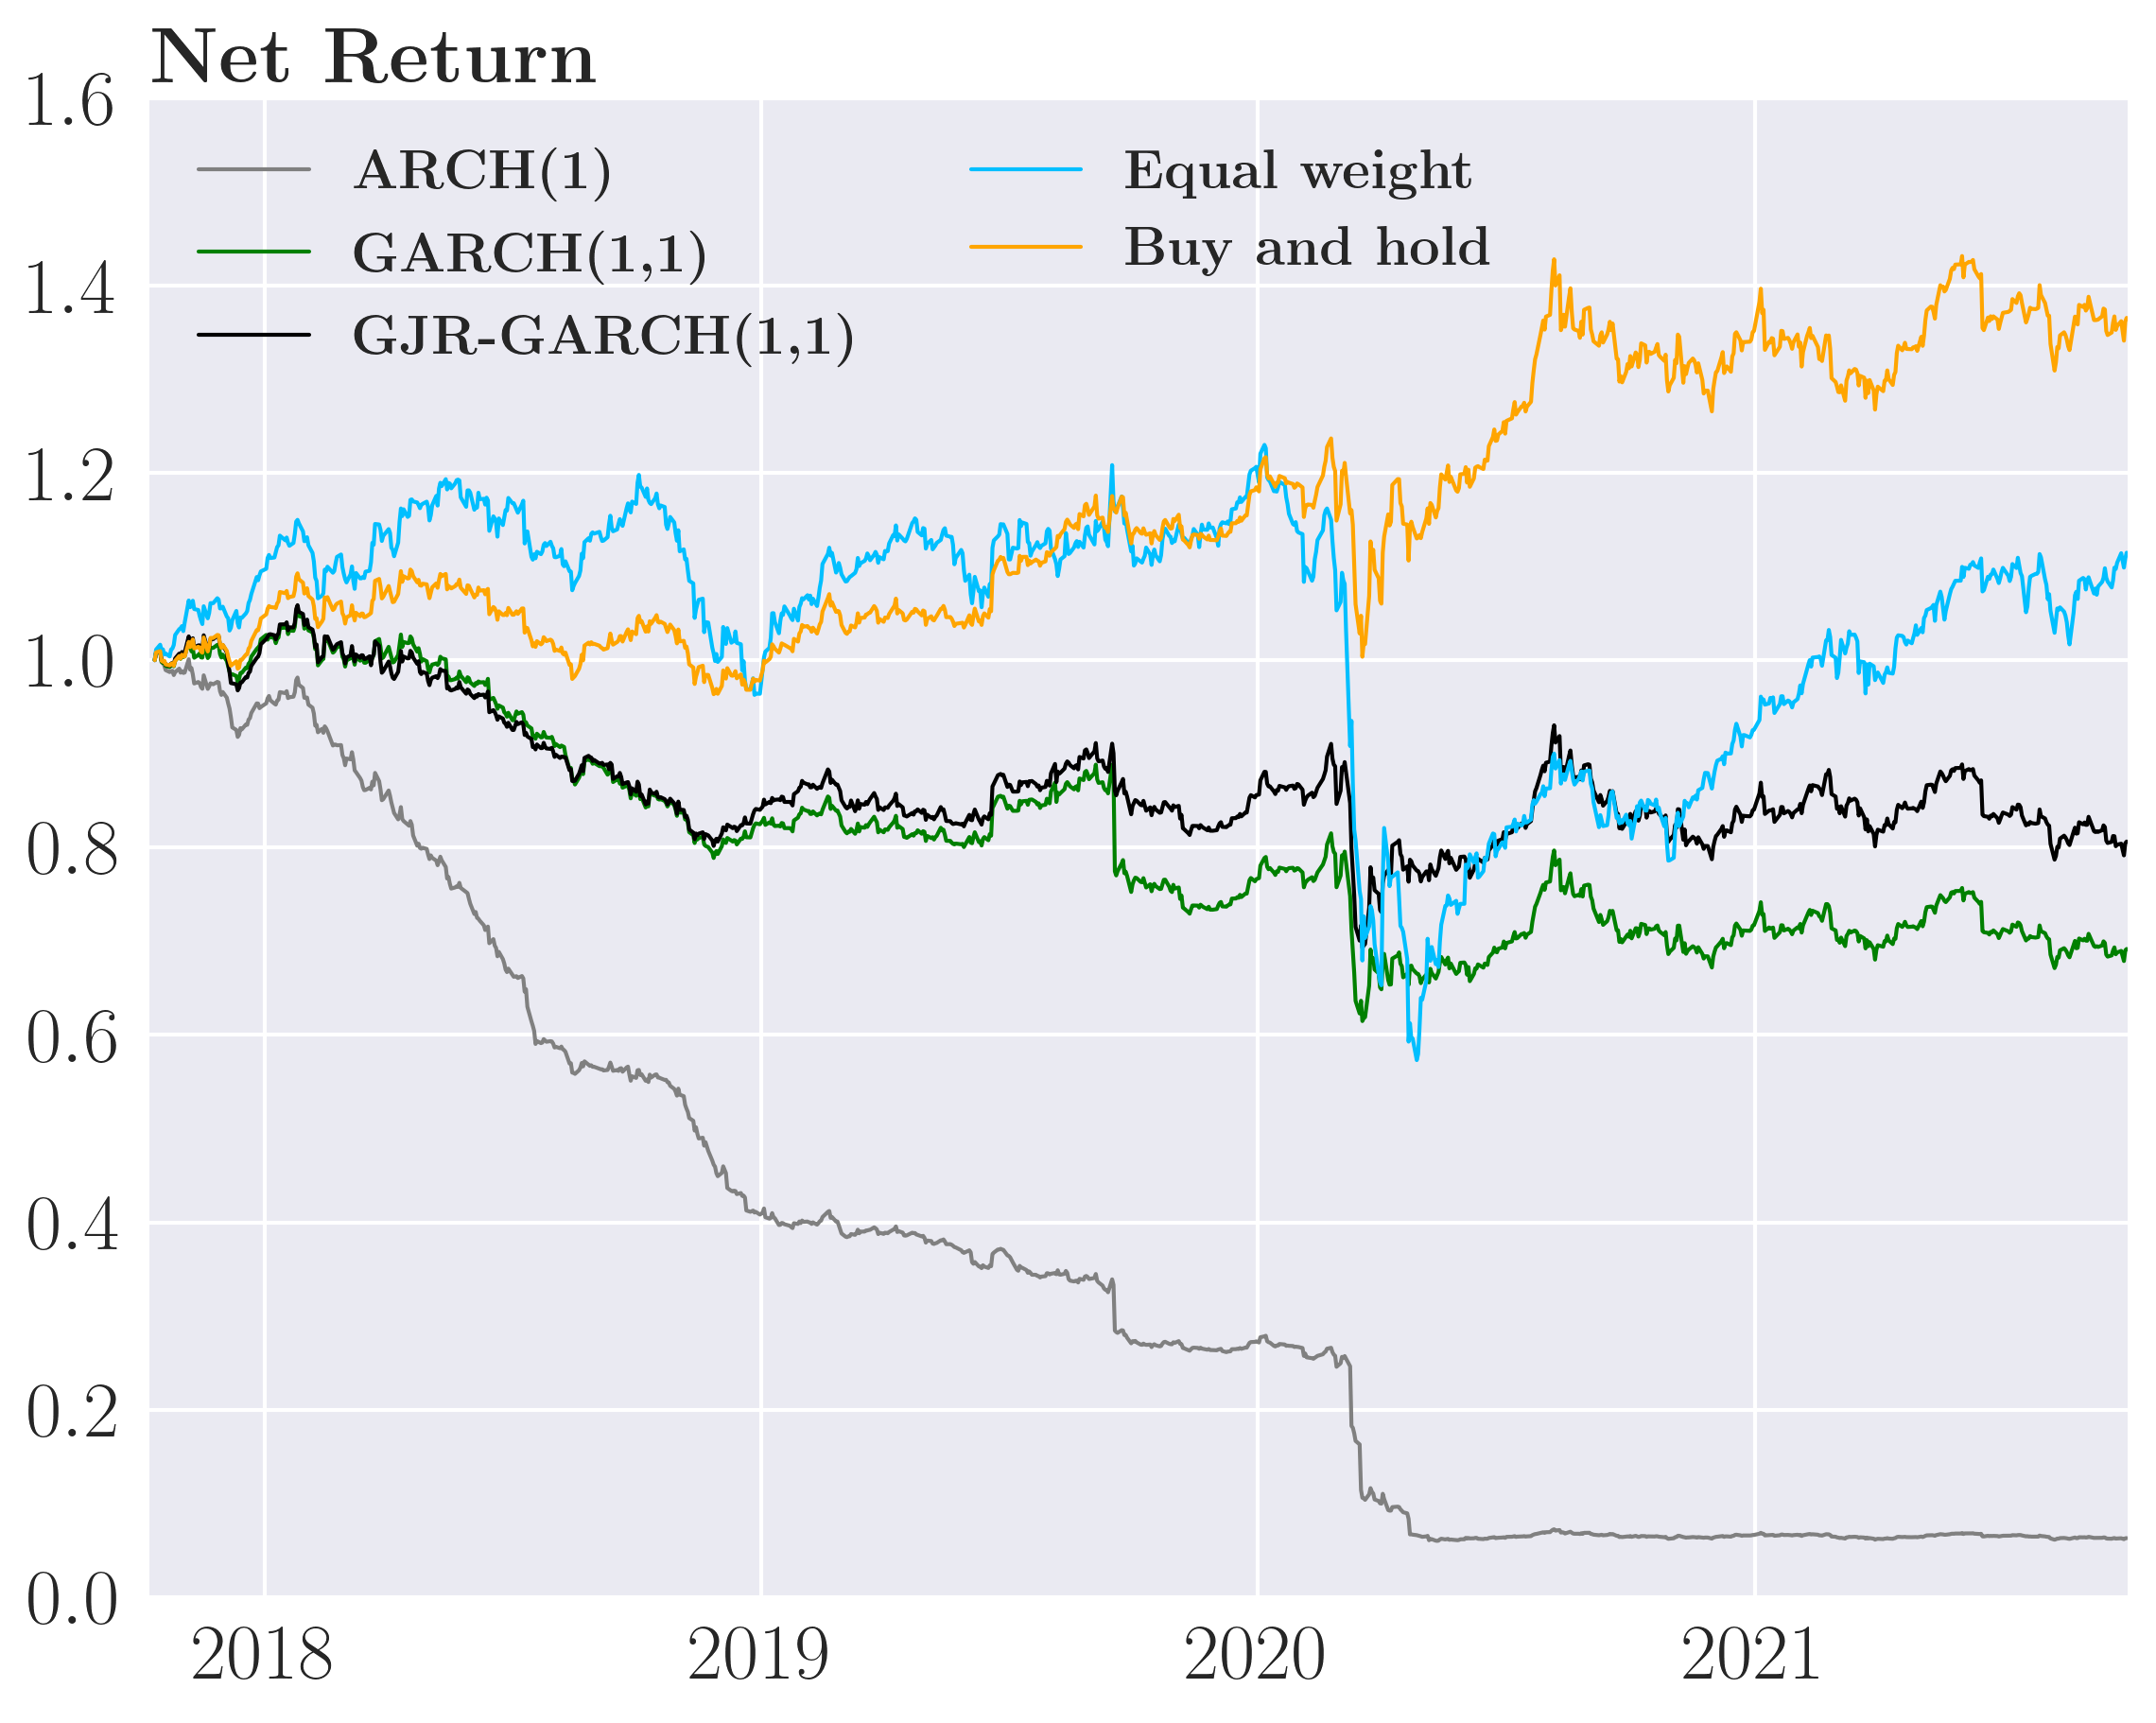 Net Return
1.6
1.4
1.2
1.0
0.8
0.6
0.4
0.2
0.0
ARCH(1)
GARCH(1,1)
GJR-GARCH(1,1)
Equal weight
Buy and hold
2018 2019 2020 2021